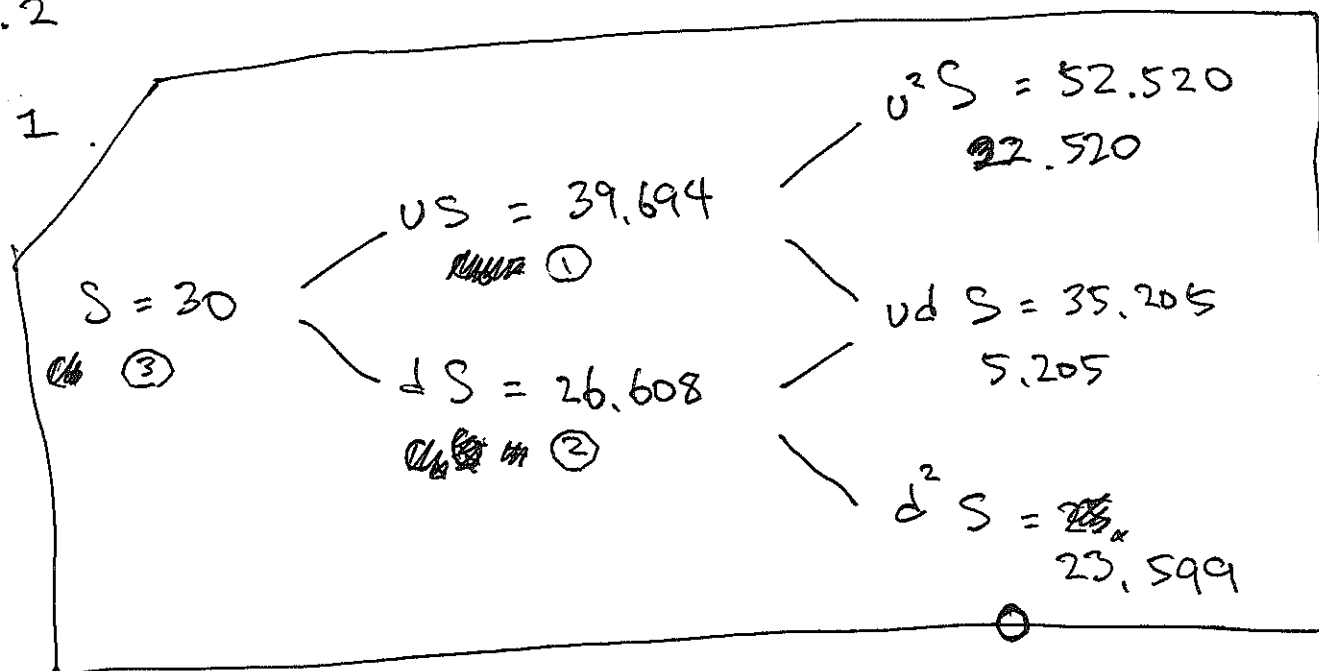 .2
1.
u²S = 52.520
22.520
uS = 39.694
①
S = 30
③
ud S = 35.205
5.205
dS = 26.608
②
d² S =
23.599
0